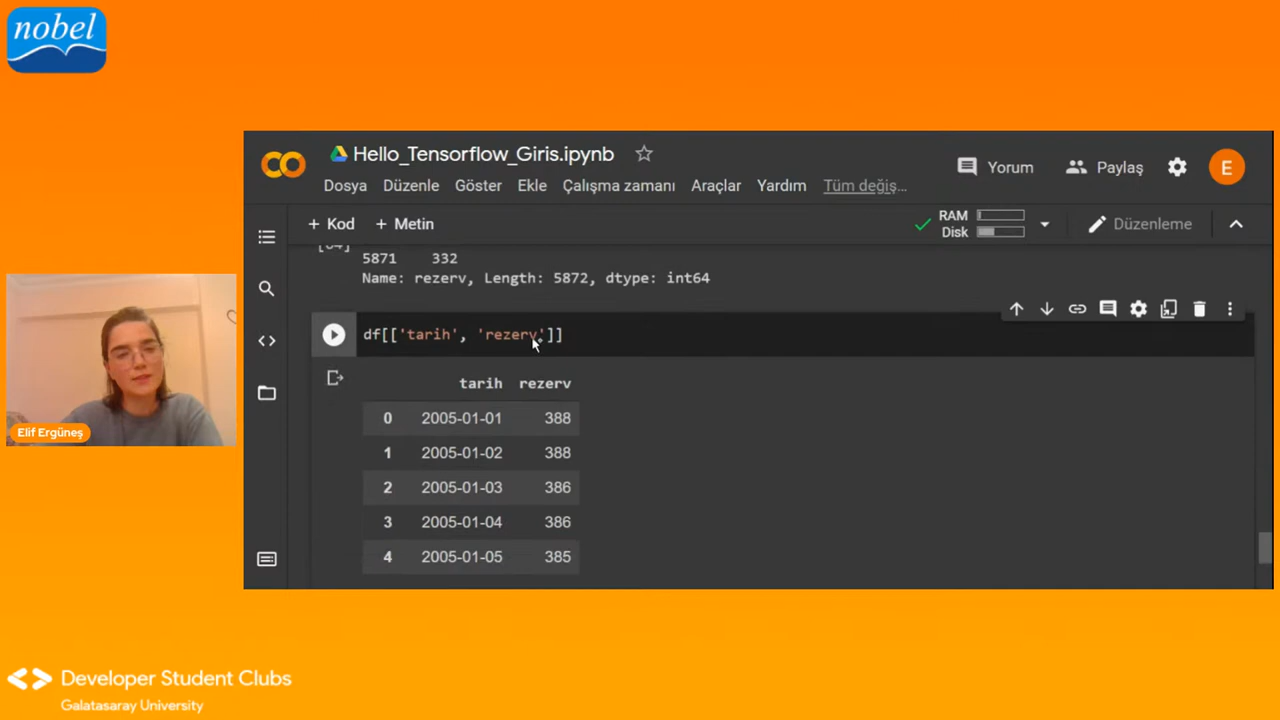 nobel
Hello_Tensorflow_Giris.ipynb
Dosya Düzenle Göster Ekle Çalışma zamanı Araçlar Yardım Tüm değiş...
Yorum Paylaş E
+ Kod + Metin
RAM
Disk
Düzenleme
5871 332
Name: rezerv, Length: 5872, dtype: int64
df[['tarih', 'rezerv']]
tarih rezerv
0 2005-01-01 388
1 2005-01-02 388
2 2005-01-03 386
3 2005-01-04 386
4 2005-01-05 385
Elif Ergüneş
Developer Student Clubs
Galatasaray University